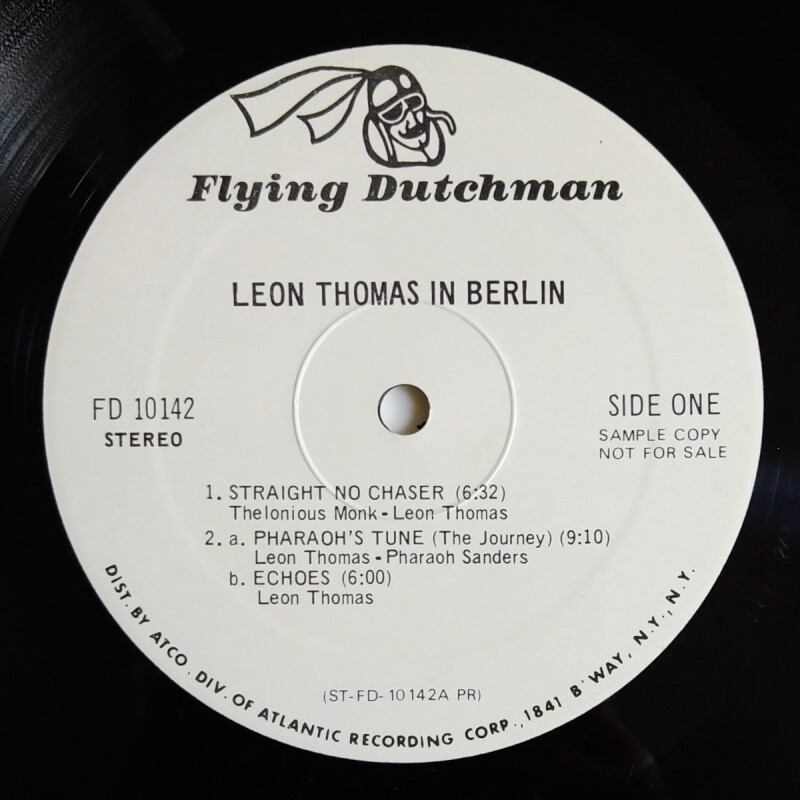 Flying Dutchman
LEON THOMAS IN BERLIN
FD 10142
STEREO
SIDE ONE
SAMPLE COPY
NOT FOR SALE
1. STRAIGHT NO CHASER (6:32)
Thelonious Monk - Leon Thomas
2. a. PHARAOH'S TUNE (The Journey) (9:10)
Leon Thomas - Pharaoh Sanders
b. ECHOES (6:00)
Leon Thomas
(ST-FD-10142A PR)
DIST. BY ATCO. DIV. OF ATLANTIC RECORDING CORP., 1841 B'WAY, N.Y., N.Y.